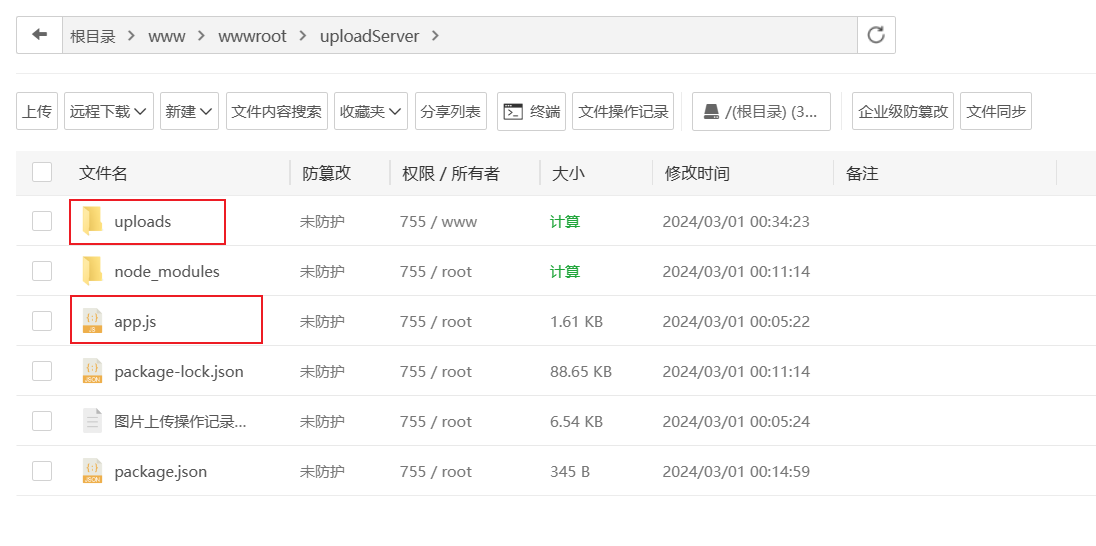 根目录 > www > wwwroot > uploadServer >
上传 远程下载 新建 文件内容搜索 收藏夹 分享列表 终端 文件操作记录 /(根目录) (3... 企业级防篡改 文件同步
文件名 防篡改 权限 / 所有者 大小 修改时间 备注
uploads 未防护 755 / www 计算 2024/03/01 00:34:23
node_modules 未防护 755 / root 计算 2024/03/01 00:11:14
app.js 未防护 755 / root 1.61 KB 2024/03/01 00:05:22
package-lock.json 未防护 755 / root 88.65 KB 2024/03/01 00:11:14
图片上传操作记录... 未防护 755 / root 6.54 KB 2024/03/01 00:05:24
package.json 未防护 755 / root 345 B 2024/03/01 00:14:59